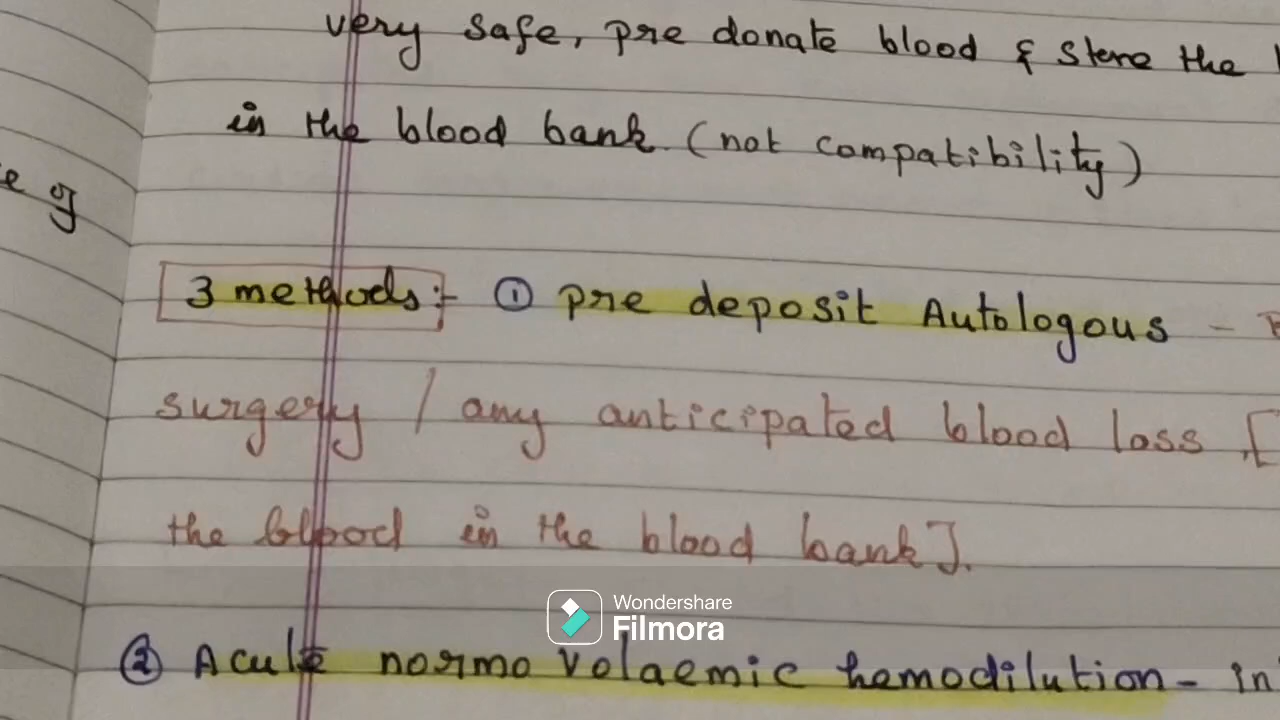 very safe, pre donate blood & store the
in the blood bank (not compatibility)
e of
3 methods:- ① pre deposit Autologous -
surgery / any anticipated blood loss, [
the blood in the blood bank].
Wondershare
Filmora
② Acute normo volaemic hemodilution - in